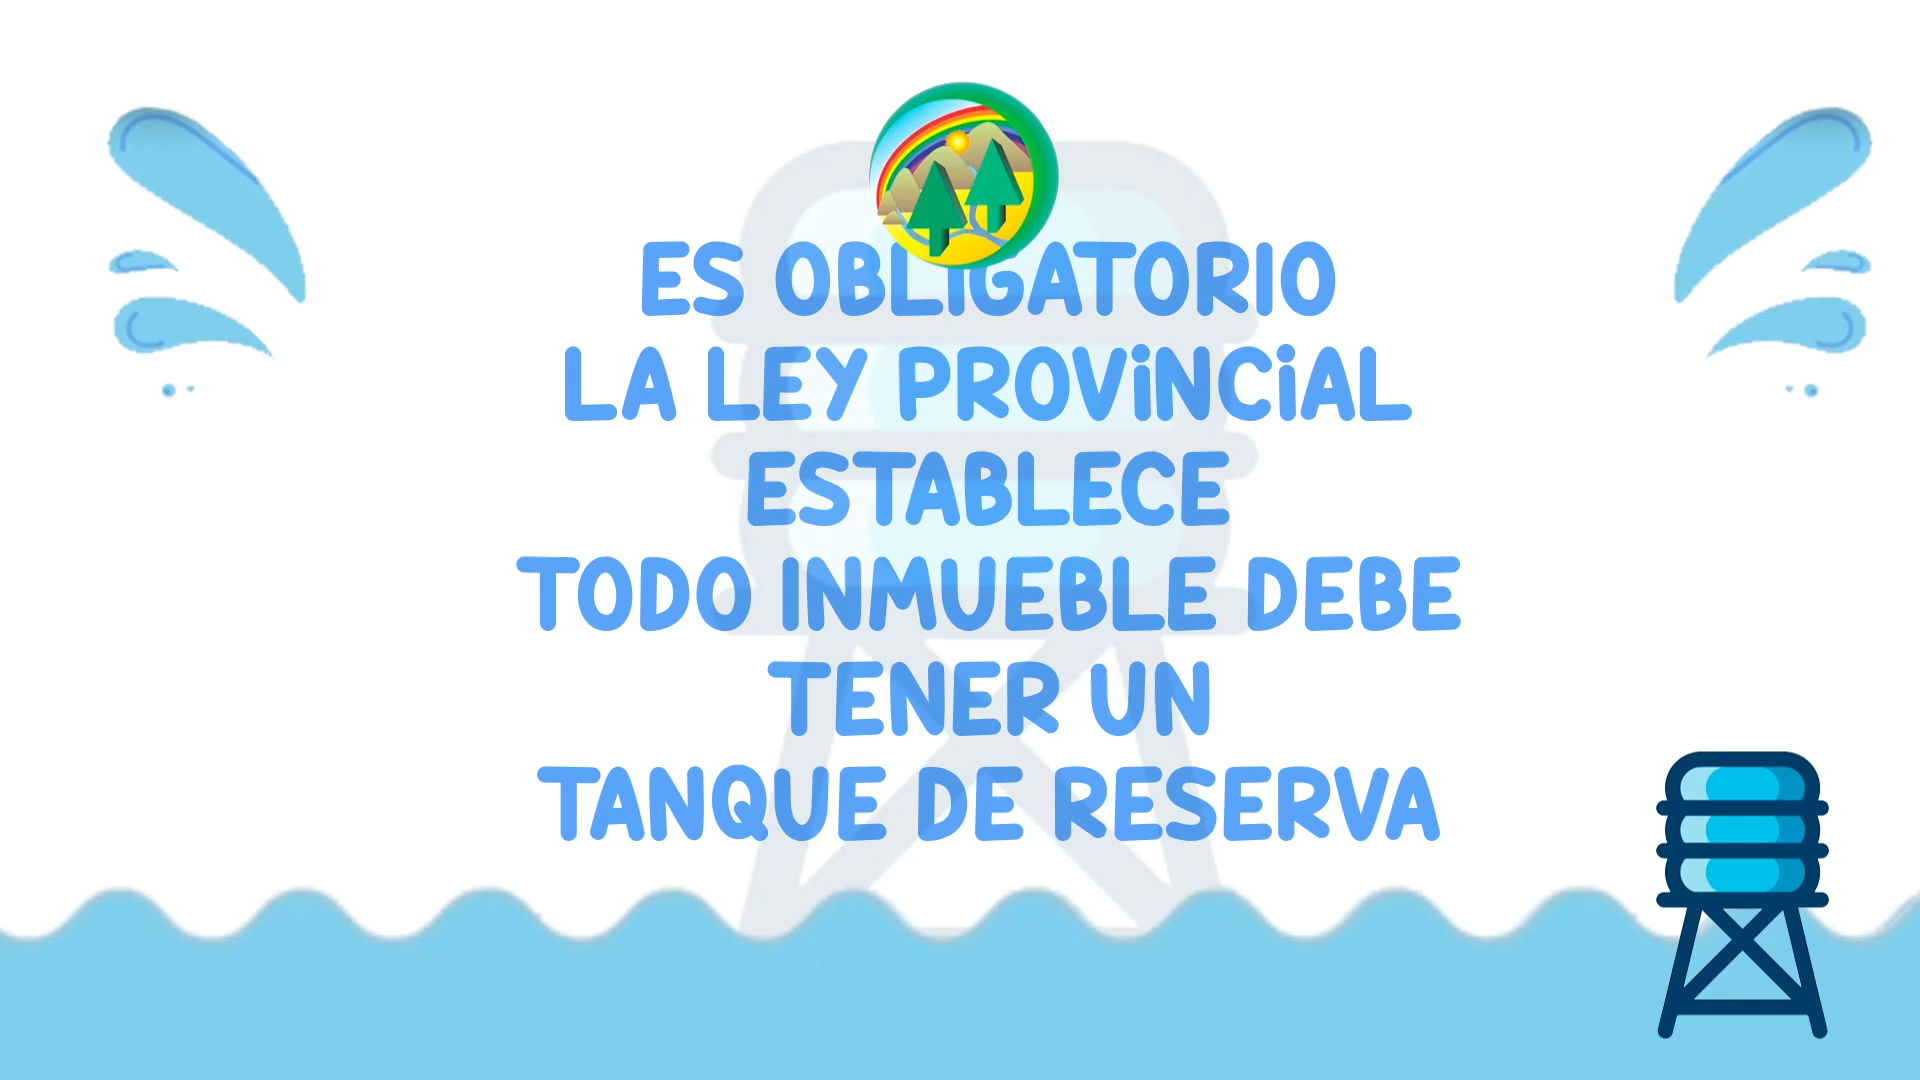 ES OBLIGATORIO
LA LEY PROViNCiAL
ESTABLECE
TODO INMUEBLE DEBE
TENER UN
TANQUE DE RESERVA